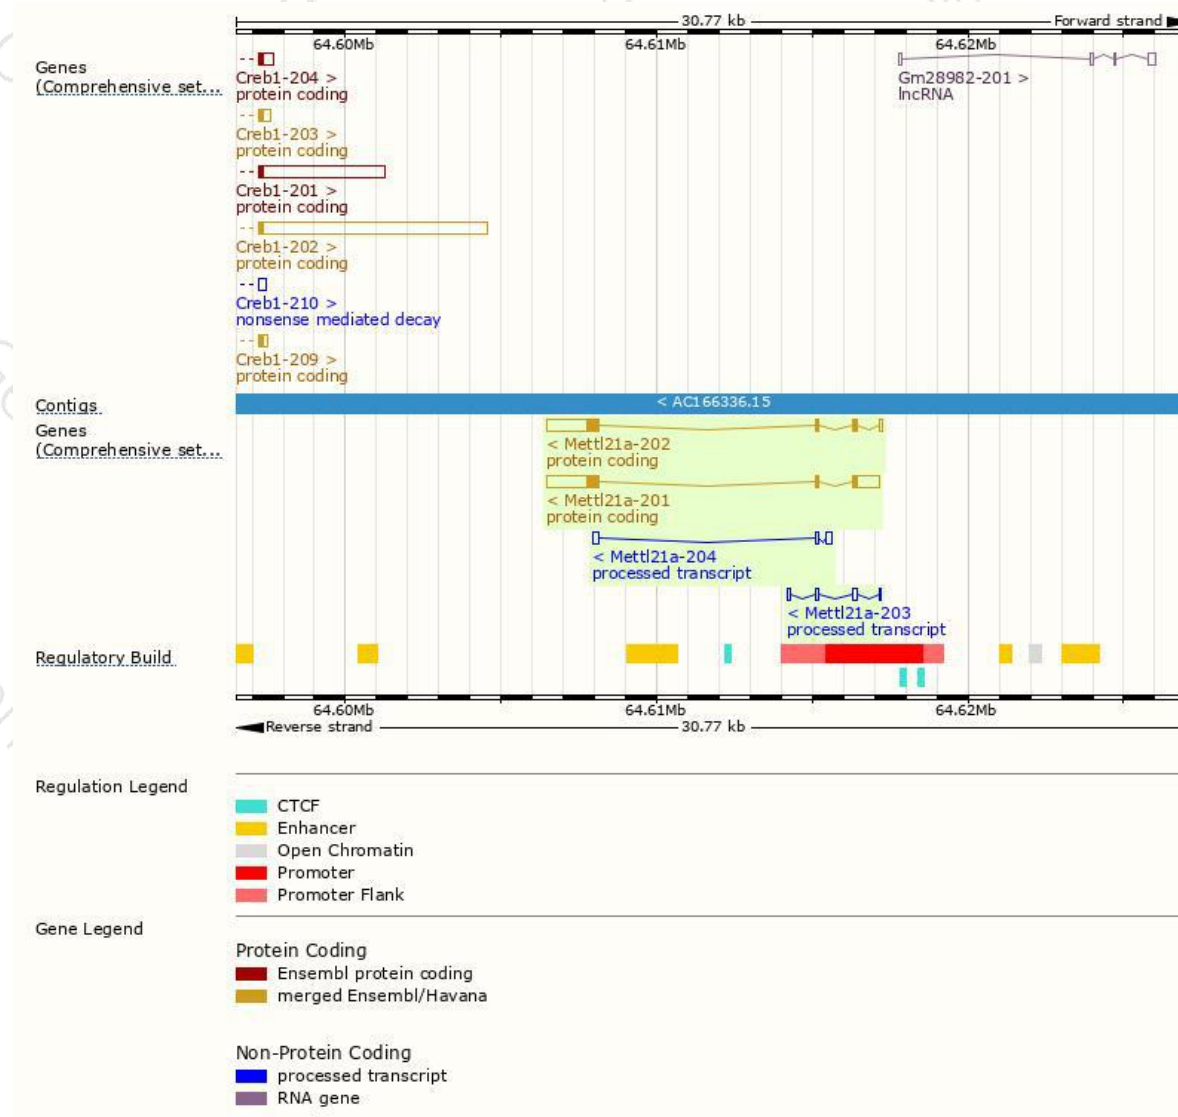 30.77 kb Forward strand
64.60Mb 64.61Mb 64.62Mb
Genes
(Comprehensive set...
Creb1-204 >
protein coding
Gm28982-201 >
lncRNA
Creb1-203 >
protein coding
Creb1-201 >
protein coding
Creb1-202 >
protein coding
Creb1-210 >
nonsense mediated decay
Creb1-209 >
protein coding
Contigs
< AC166336.15
Genes
(Comprehensive set...
< Mettl21a-202
protein coding
< Mettl21a-201
protein coding
< Mettl21a-204
processed transcript
< Mettl21a-203
processed transcript
Regulatory Build
64.60Mb 64.61Mb 64.62Mb
Reverse strand 30.77 kb
Regulation Legend
CTCF
Enhancer
Open Chromatin
Promoter
Promoter Flank
Gene Legend
Protein Coding
Ensembl protein coding
merged Ensembl/Havana
Non-Protein Coding
processed transcript
RNA gene